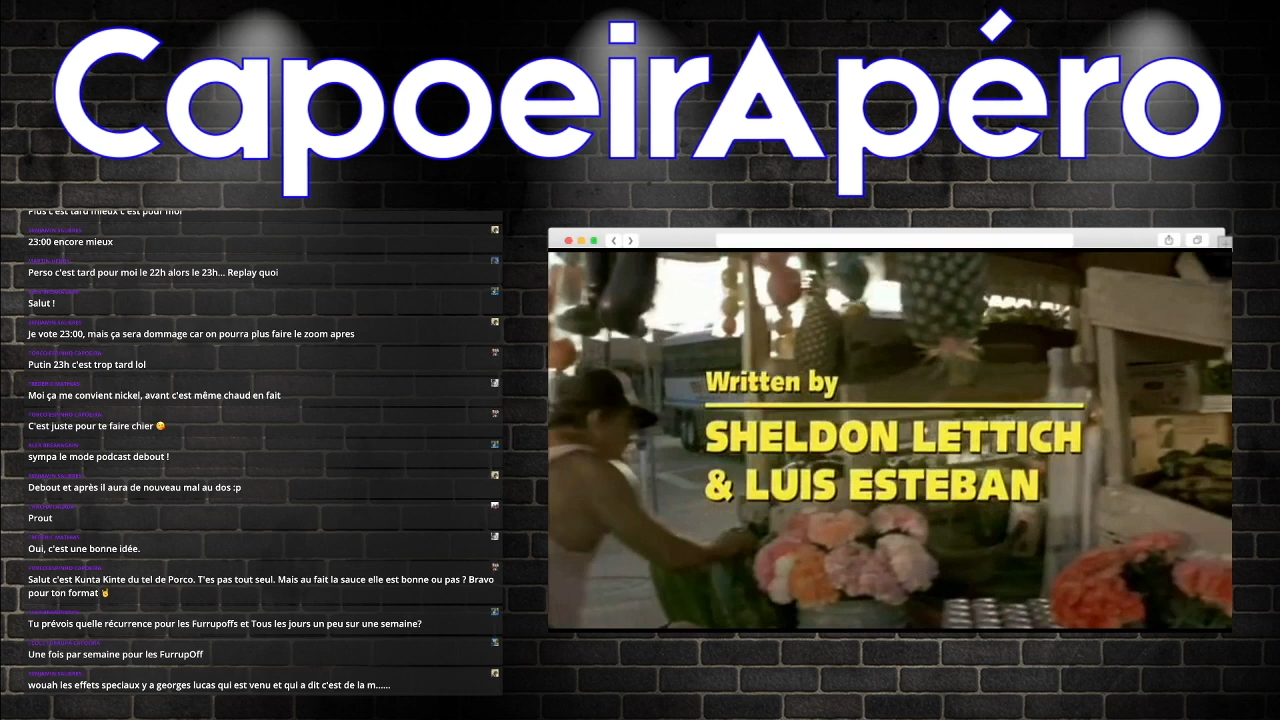 CapoeirApéro
Plus c'est tard mieux c'est pour moi
23:00 encore mieux
Perso c'est tard pour moi le 22h alors le 23h... Replay quoi
Salut !
Je vote 23:00, mais ça sera dommage car on pourra plus faire le zoom apres
Putin 23h c'est trop tard lol
Moi ça me convient nickel, avant c'est même chaud en fait
C'est juste pour te faire chier 😜
sympa le mode podcast debout !
Debout et après il aura de nouveau mal au dos :p
Prout
Oui, c'est une bonne idée.
Salut c'est Kunta Kinte du tel de Porco. T'es pas tout seul. Mais au fait la sauce elle est bonne ou pas ? Bravo
pour ton format 🤘
Tu prévois quelle récurrence pour les Furrupoffs et Tous les jours un peu sur une semaine?
Une fois par semaine pour les FurrupOff
wouah les effets speciaux y a georges lucas qui est venu et qui a dit c'est de la m......
Written by
SHELDON LETTICH
& LUIS ESTEBAN